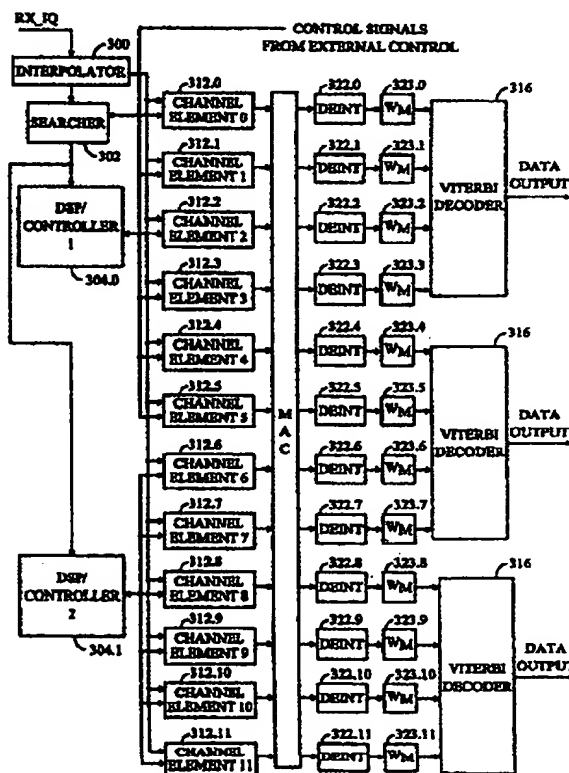 RX_IQ
CONTROL SIGNALS
FROM EXTERNAL CONTROL
300
INTERPOLATOR
SEARCHER
302
DSP/
CONTROLLER
1
304.0
DSP/
CONTROLLER
2
304.1
312.0
CHANNEL
ELEMENT 0
312.1
CHANNEL
ELEMENT 1
312.2
CHANNEL
ELEMENT 2
312.3
CHANNEL
ELEMENT 3
312.4
CHANNEL
ELEMENT 4
312.5
CHANNEL
ELEMENT 5
312.6
CHANNEL
ELEMENT 6
312.7
CHANNEL
ELEMENT 7
312.8
CHANNEL
ELEMENT 8
312.9
CHANNEL
ELEMENT 9
312.10
CHANNEL
ELEMENT 10
312.11
CHANNEL
ELEMENT 11
M
A
C
322.0 323.0
DEINT WM
322.1 323.1
DEINT WM
322.2 323.2
DEINT WM
322.3 323.3
DEINT WM
322.4 323.4
DEINT WM
322.5 323.5
DEINT WM
322.6 323.6
DEINT WM
322.7 323.7
DEINT WM
322.8 323.8
DEINT WM
322.9 323.9
DEINT WM
322.10 323.10
DEINT WM
322.11 323.11
DEINT WM
316
VITERBI
DECODER
DATA
OUTPUT
316
VITERBI
DECODER
DATA
OUTPUT
316
VITERBI
DECODER
DATA
OUTPUT